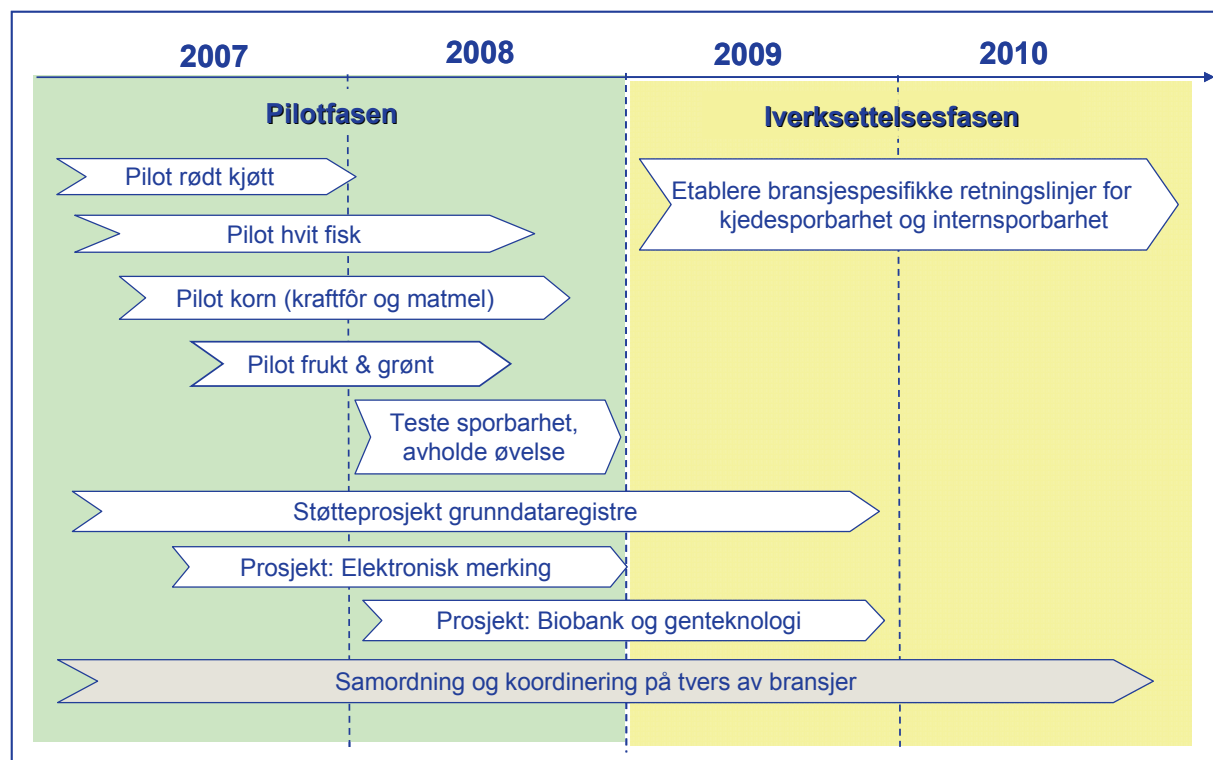 2007
2008
2009
2010
Pilotfasen
Iverksettelsesfasen
Pilot rødt kjøtt
Etablere bransjespesifikke retningslinjer for
kjedesporbarhet og internsporbarhet
Pilot hvit fisk
Pilot korn (kraftfôr og matmel)
Pilot frukt & grønt
Teste sporbarhet,
avholde øvelse
Støtteprosjekt grunndataregistre
Prosjekt: Elektronisk merking
Prosjekt: Biobank og genteknologi
Samordning og koordinering på tvers av bransjer